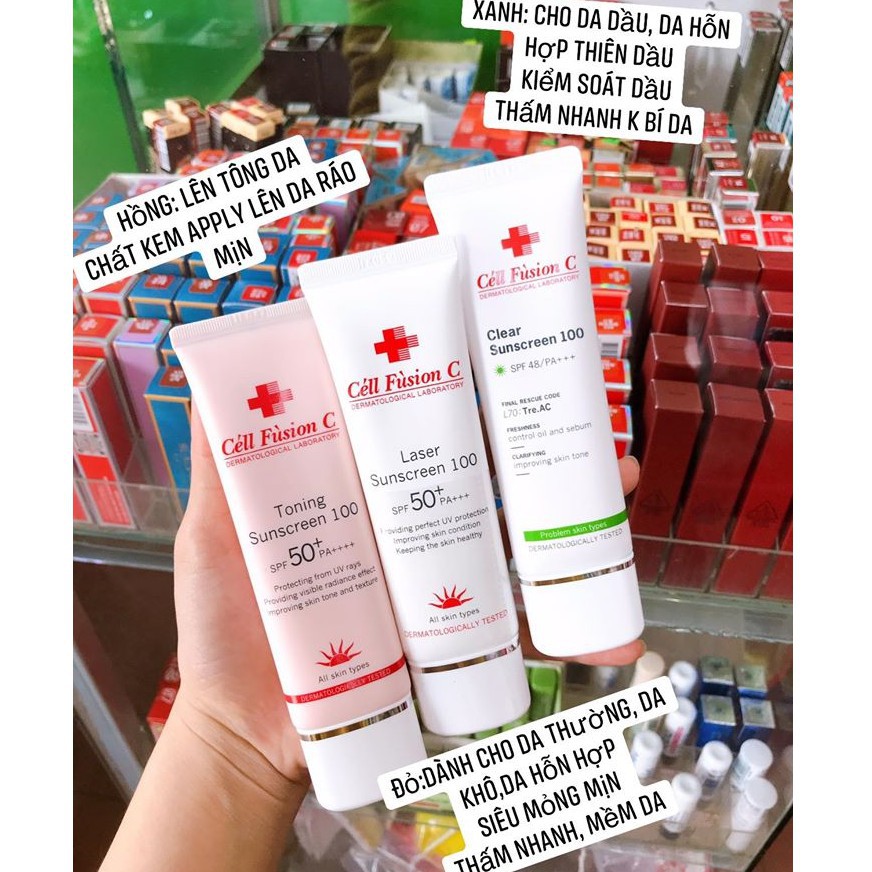 XANH: CHO DA DẦU, DA HỖN
HỢP THIÊN DẦU
KIỂM SOÁT DẦU
THẤM NHANH K BÍ DA
HỒNG: LÊN TÔNG DA
CHẤT KEM APPLY LÊN DA RÁO
MỊN
Cell Fùsion C
DERMATOLOGICAL LABORATORY
Toning
Sunscreen 100
SPF 50+ PA++++
Protecting from UV rays
Providing visible radiance effect
Improving skin tone and texture
All skin types
DERMATOLOGICALLY TESTED
Cell Fùsion C
DERMATOLOGICAL LABORATORY
Laser
Sunscreen 100
SPF 50+ PA+++
Providing perfect UV protection
Improving skin condition
Keeping the skin healthy
All skin types
DERMATOLOGICALLY TESTED
Cell Fùsion C
DERMATOLOGICAL LABORATORY
Clear
Sunscreen 100
SPF 48/PA+++
FINAL RESCUE CODE
L70: Tre.AC
FRESHNESS
control oil and sebum
CLARIFYING
improving skin tone
Problem skin types
DERMATOLOGICALLY TESTED
ĐỎ:DÀNH CHO DA THƯỜNG, DA
KHÔ,DA HỖN HỢP
SIÊU MỎNG MỊN
THẤM NHANH, MỀM DA